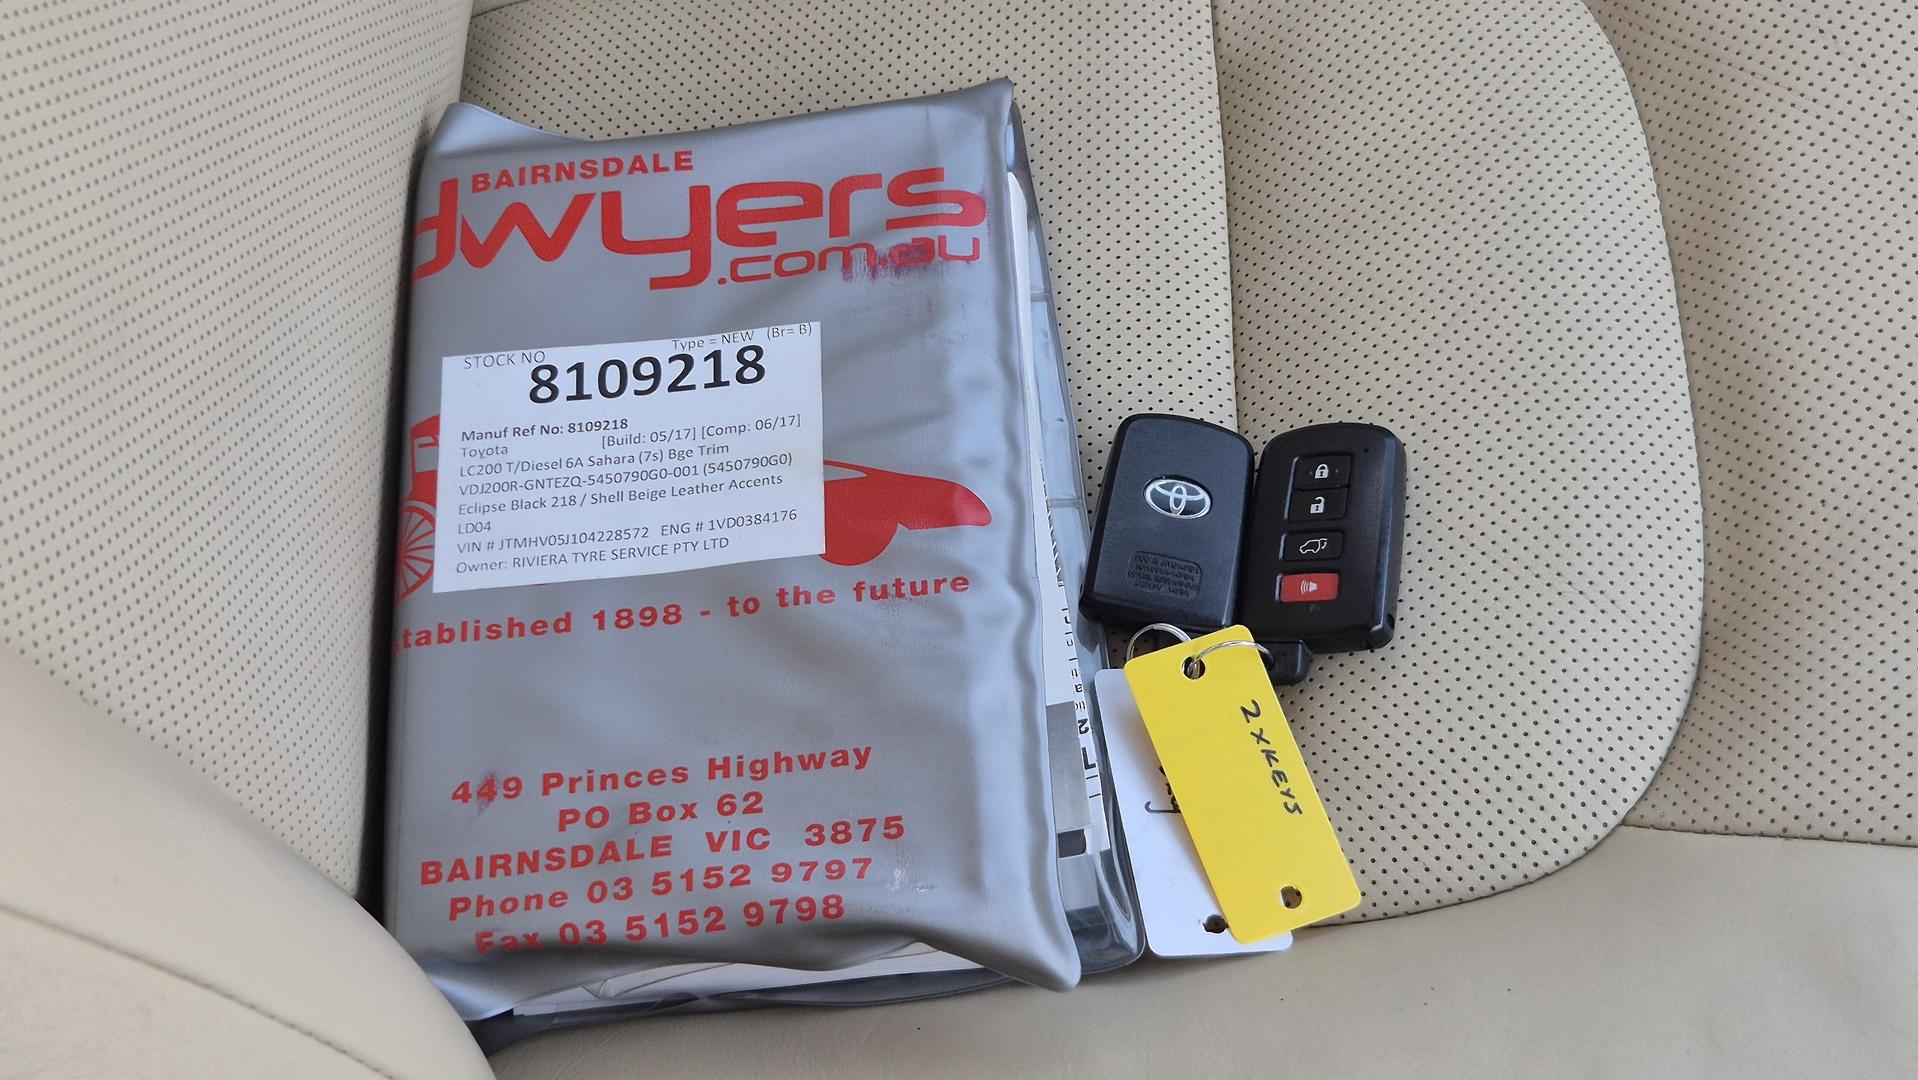 BAIRNSDALE
dwyers
.com.au
STOCK NO
Type = NEW (Br= B)
8109218
Manuf Ref No: 8109218
Toyota [Build: 05/17] [Comp: 06/17]
LC200 T/Diesel 6A Sahara (7s) Bge Trim
VDJ200R-GNTEZQ-5450790G0-001 (5450790G0)
Eclipse Black 218 / Shell Beige Leather Accents
LD04
VIN # JTMHV05J104228572 ENG # 1VD0384176
Owner: RIVIERA TYRE SERVICE PTY LTD
stablished 1898 - to the future
449 Princes Highway
PO Box 62
BAIRNSDALE VIC 3875
Phone 03 5152 9797
Fax 03 5152 9798
2XKEYS